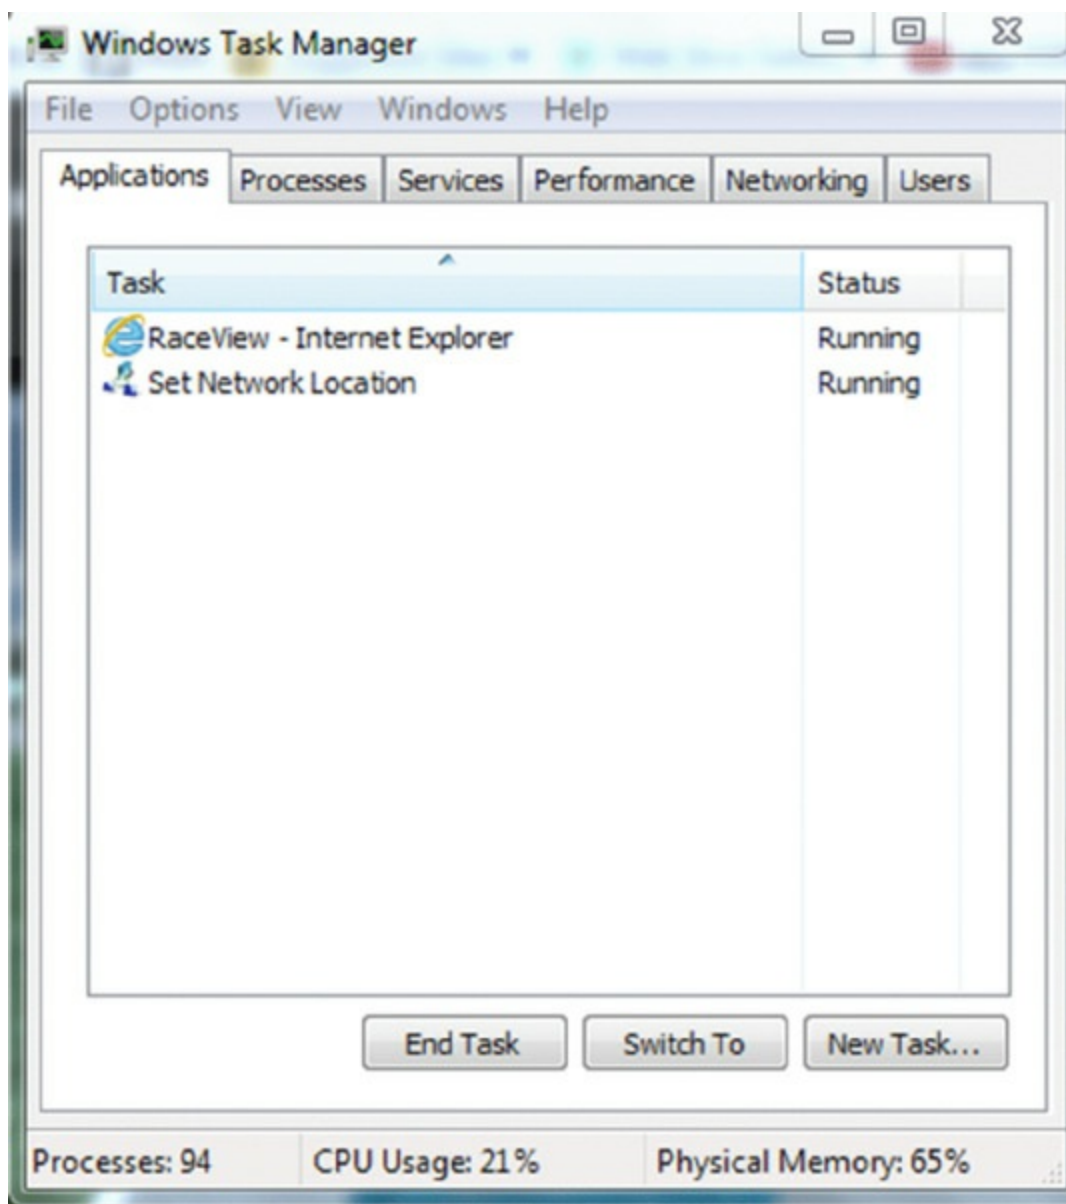 Windows Task Manager
File Options View Windows Help
Applications Processes Services Performance Networking Users
Task Status
RaceView - Internet Explorer Running
Set Network Location Running
End Task Switch To New Task...
Processes: 94 CPU Usage: 21% Physical Memory: 65%